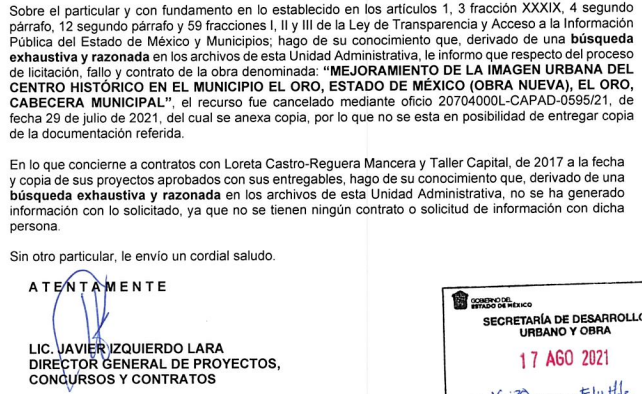 Sobre el particular y con fundamento en lo establecido en los artículos 1, 3 fracción XXXIX, 4 segundo
párrafo, 12 segundo párrafo y 59 fracciones I, II y III de la Ley de Transparencia y Acceso a la Información
Pública del Estado de México y Municipios; hago de su conocimiento que, derivado de una búsqueda
exhaustiva y razonada en los archivos de esta Unidad Administrativa, le informo que respecto del proceso
de licitación, fallo y contrato de la obra denominada: “MEJORAMIENTO DE LA IMAGEN URBANA DEL
CENTRO HISTÓRICO EN EL MUNICIPIO EL ORO, ESTADO DE MÉXICO (OBRA NUEVA), EL ORO,
CABECERA MUNICIPAL”, el recurso fue cancelado mediante oficio 20704000L-CAPAD-0595/21, de
fecha 29 de julio de 2021, del cual se anexa copia, por lo que no se esta en posibilidad de entregar copia
de la documentación referida.
En lo que concierne a contratos con Loreta Castro-Reguera Mancera y Taller Capital, de 2017 a la fecha
y copia de sus proyectos aprobados con sus entregables, hago de su conocimiento que, derivado de una
búsqueda exhaustiva y razonada en los archivos de esta Unidad Administrativa, no se ha generado
información con lo solicitado, ya que no se tienen ningún contrato o solicitud de información con dicha
persona.
Sin otro particular, le envío un cordial saludo.
A T E N T A M E N T E
LIC. JAVIER IZQUIERDO LARA
DIRECTOR GENERAL DE PROYECTOS,
CONCURSOS Y CONTRATOS
GOBIERNO DEL
ESTADO DE MÉXICO
SECRETARÍA DE DESARROLLO
URBANO Y OBRA
17 AGO 2021